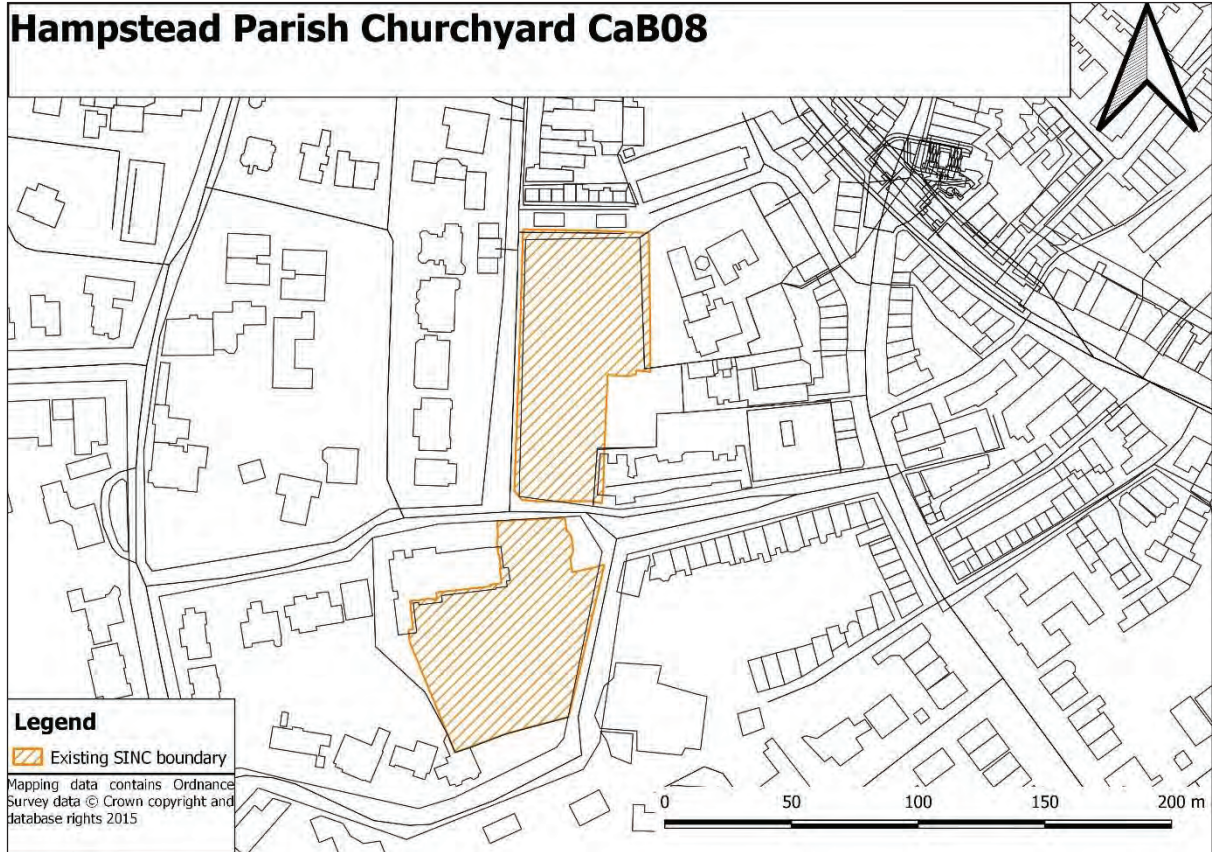 Hampstead Parish Churchyard CaB08
Legend
Existing SINC boundary
Mapping data contains Ordnance
Survey data © Crown copyright and
database rights 2015
0 50 100 150 200 m